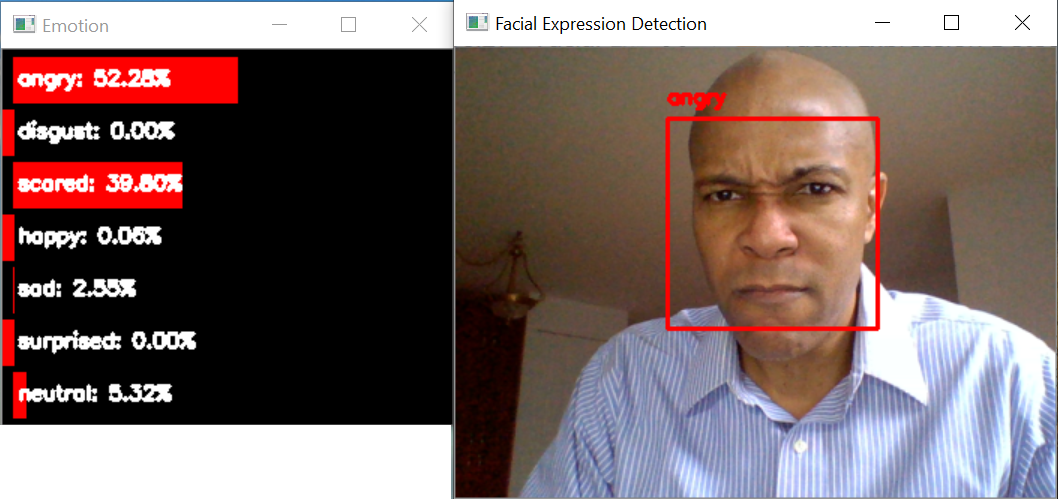 Emotion
angry: 52.28%
disgust: 0.00%
scared: 39.80%
happy: 0.06%
sad: 2.55%
surprised: 0.00%
neutral: 5.32%
Facial Expression Detection
angry